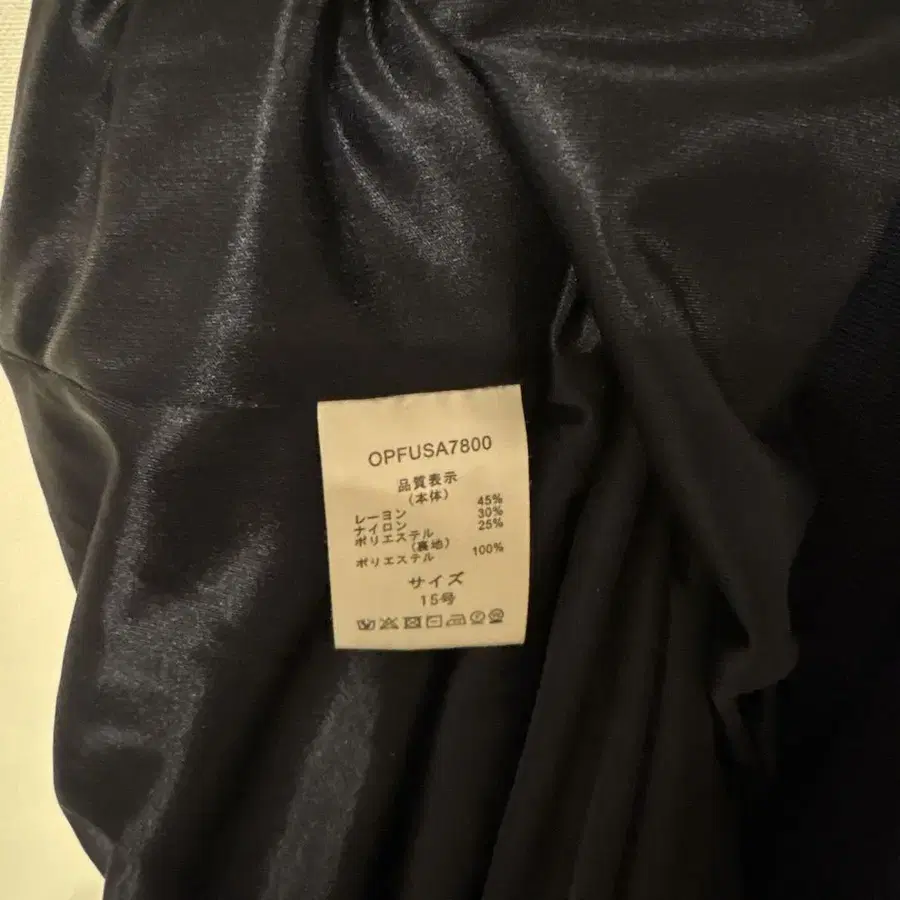 OPFUSA7800
品質表示
(本体)
レーヨン 45%
ナイロン 30%
ポリエステル 25%
(裏地)
ポリエステル 100%
サイズ
15号